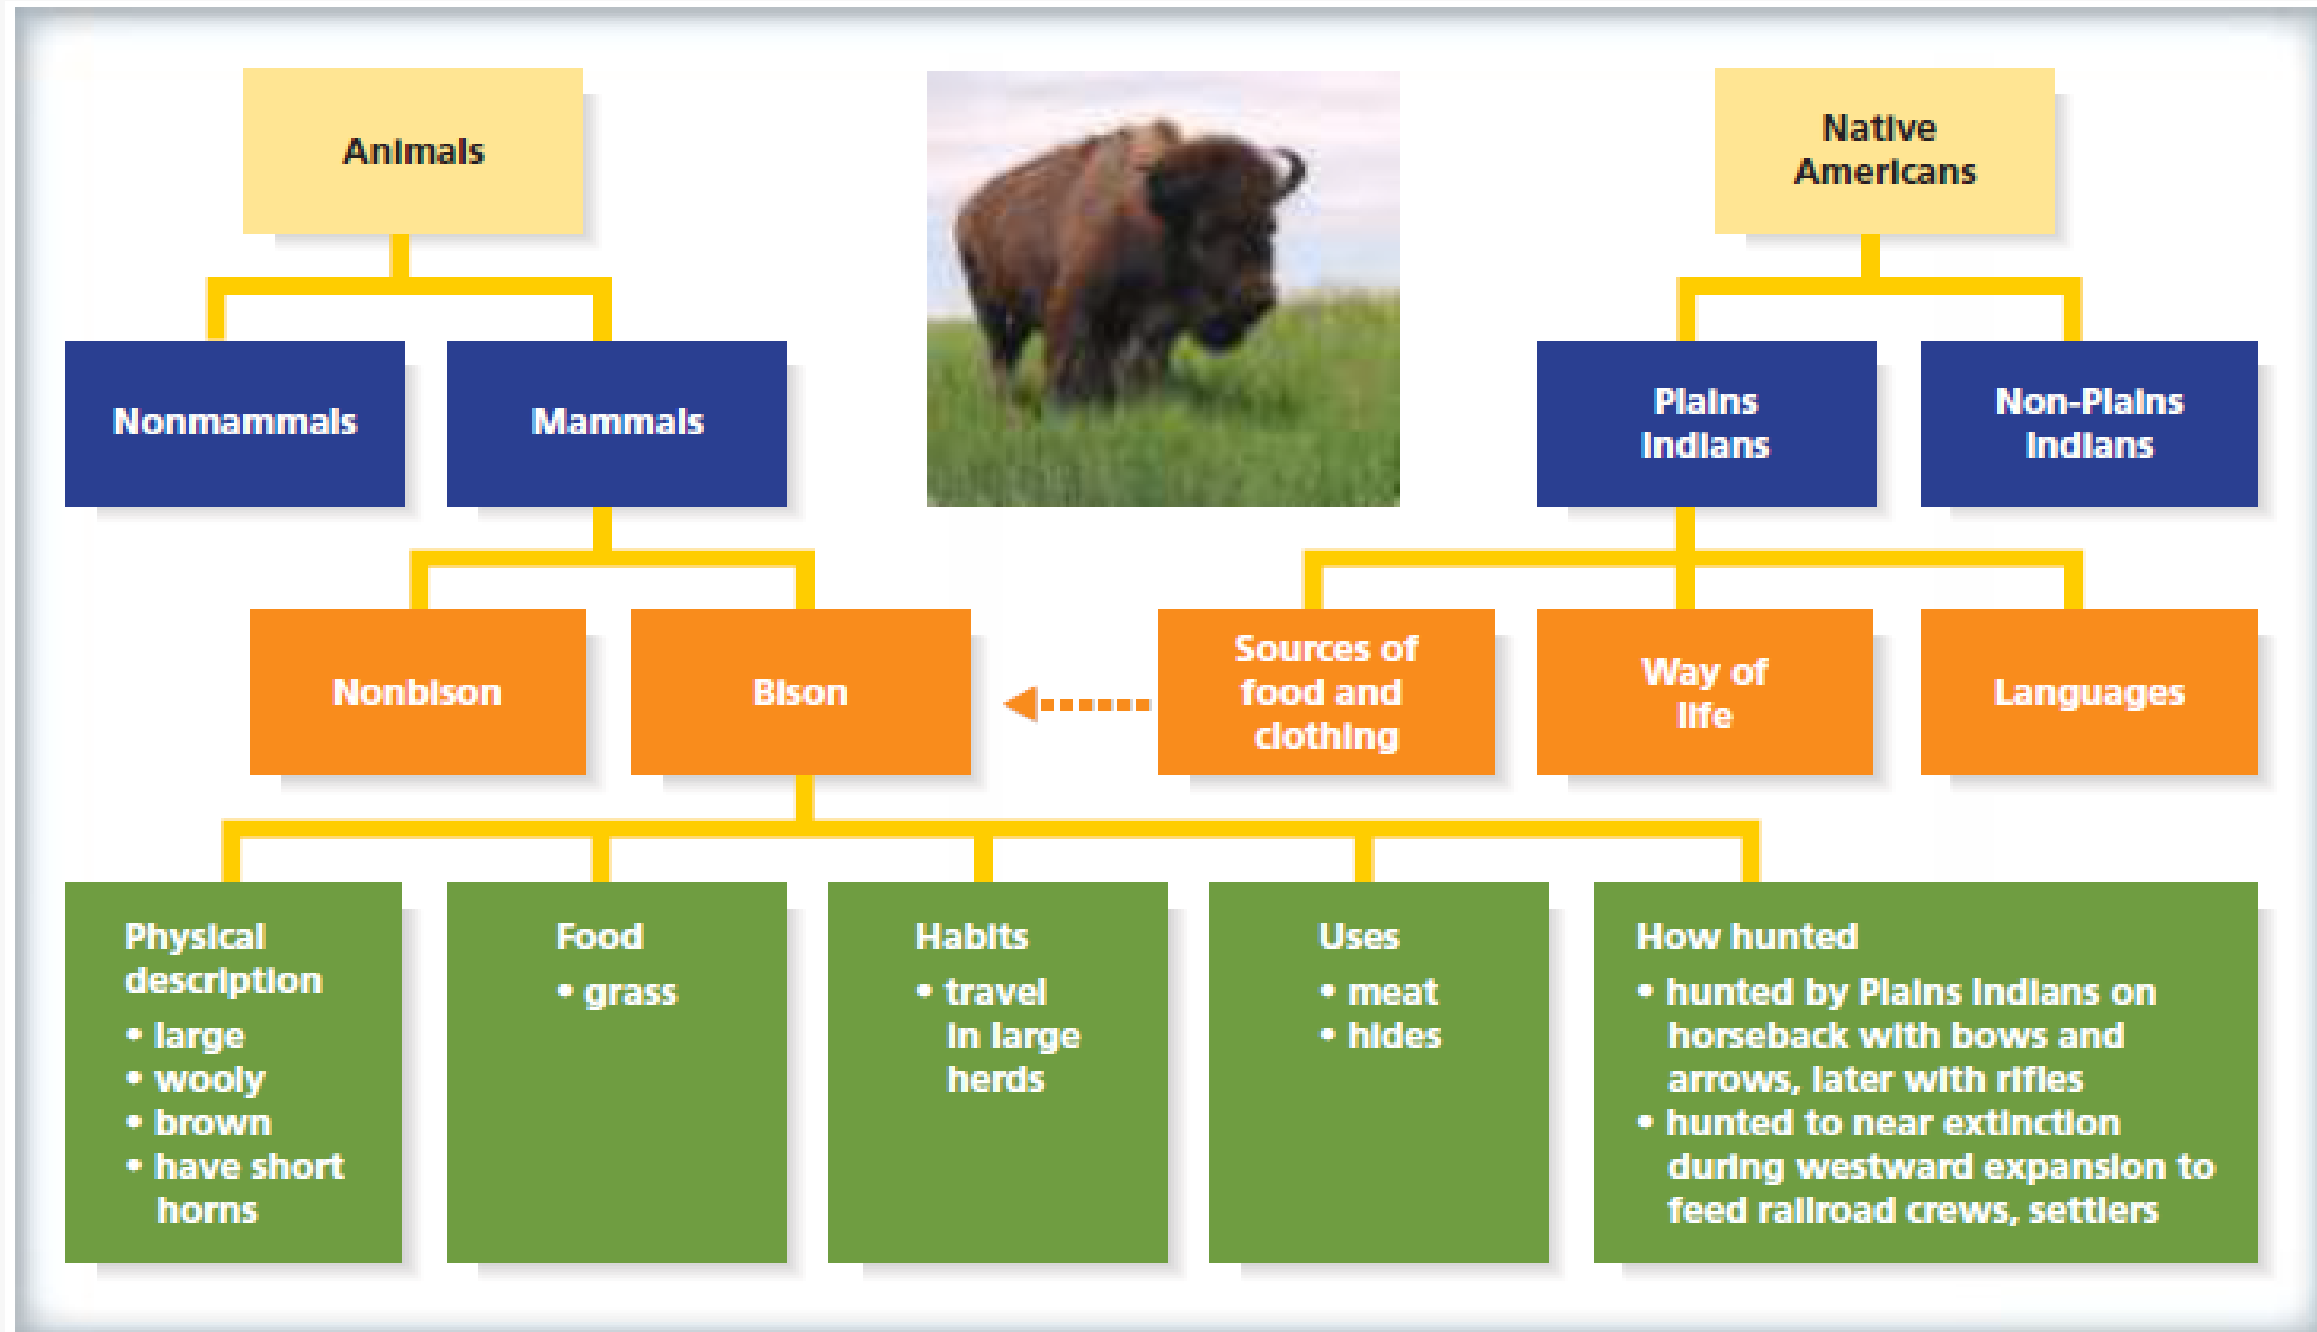 Animals
Native
Americans
Nonmammals
Mammals
Plains
Indians
Non-Plains
Indians
Nonbison
Bison
Sources of
food and
clothing
Way of
life
Languages
Physical
description
• large
• wooly
• brown
• have short
horns
Food
• grass
Habits
• travel
in large
herds
Uses
• meat
• hides
How hunted
• hunted by Plains Indians on
horseback with bows and
arrows, later with rifles
• hunted to near extinction
during westward expansion to
feed railroad crews, settlers